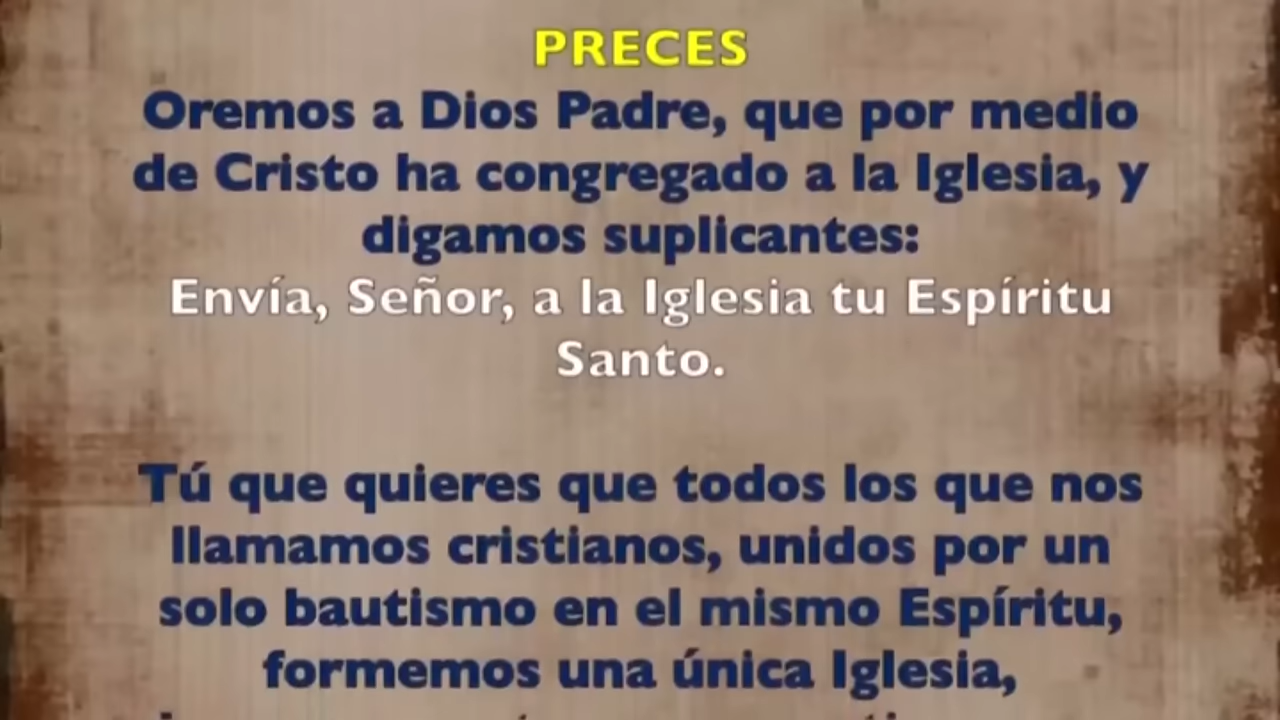 PRECES
Oremos a Dios Padre, que por medio
de Cristo ha congregado a la Iglesia, y
digamos suplicantes:
Envía, Señor, a la Iglesia tu Espíritu
Santo.
Tú que quieres que todos los que nos
llamamos cristianos, unidos por un
solo bautismo en el mismo Espíritu,
formemos una única Iglesia,